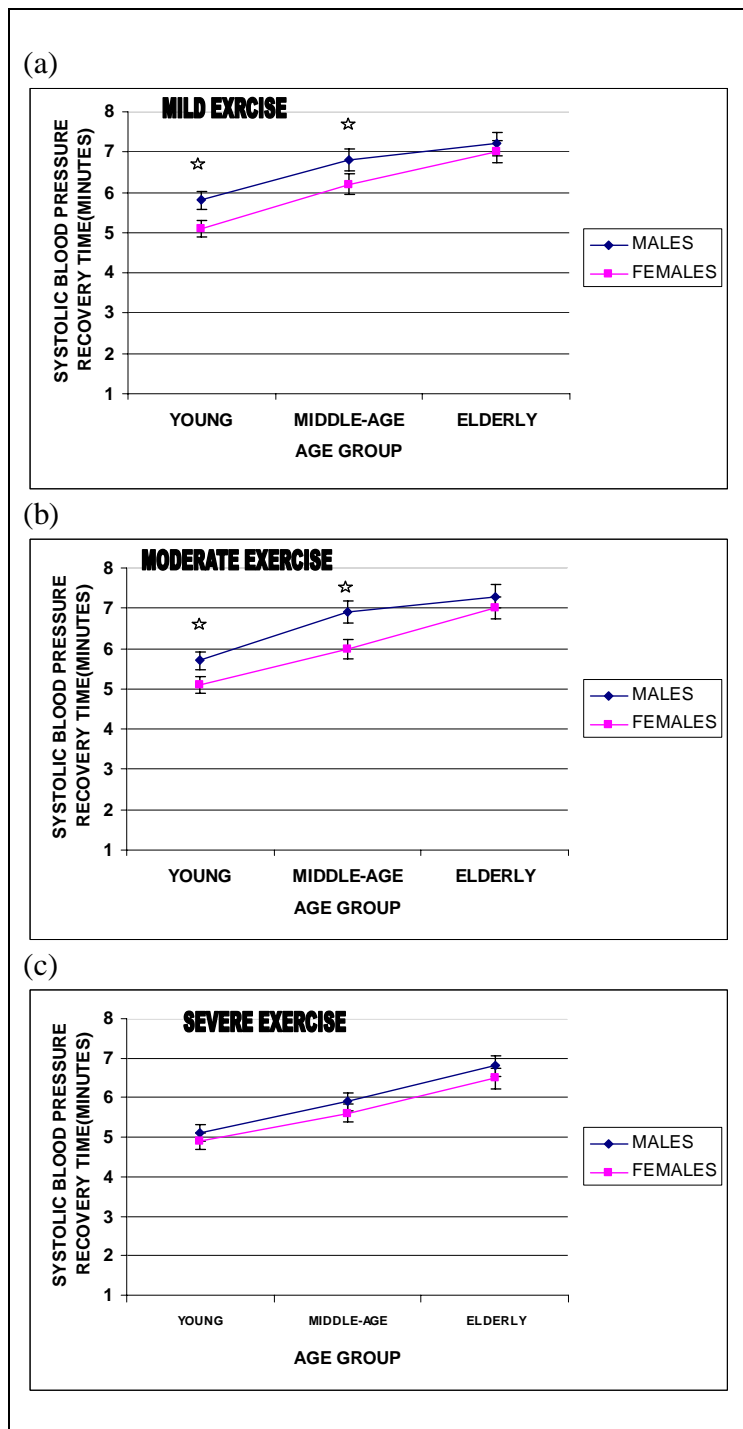 (a)
MILD EXRCISE
SYSTOLIC BLOOD PRESSURE
RECOVERY TIME(MINUTES)
8
7
6
5
4
3
2
1
YOUNG MIDDLE-AGE ELDERLY
AGE GROUP
MALES
FEMALES
(b)
MODERATE EXERCISE
SYSTOLIC BLOOD PRESSURE
RECOVERY TIME(MINUTES)
8
7
6
5
4
3
2
1
YOUNG MIDDLE-AGE ELDERLY
AGE GROUP
MALES
FEMALES
(c)
SEVERE EXERCISE
SYSTOLIC BLOOD PRESSURE
RECOVERY TIME(MINUTES)
8
7
6
5
4
3
2
1
YOUNG MIDDLE-AGE ELDERLY
AGE GROUP
MALES
FEMALES